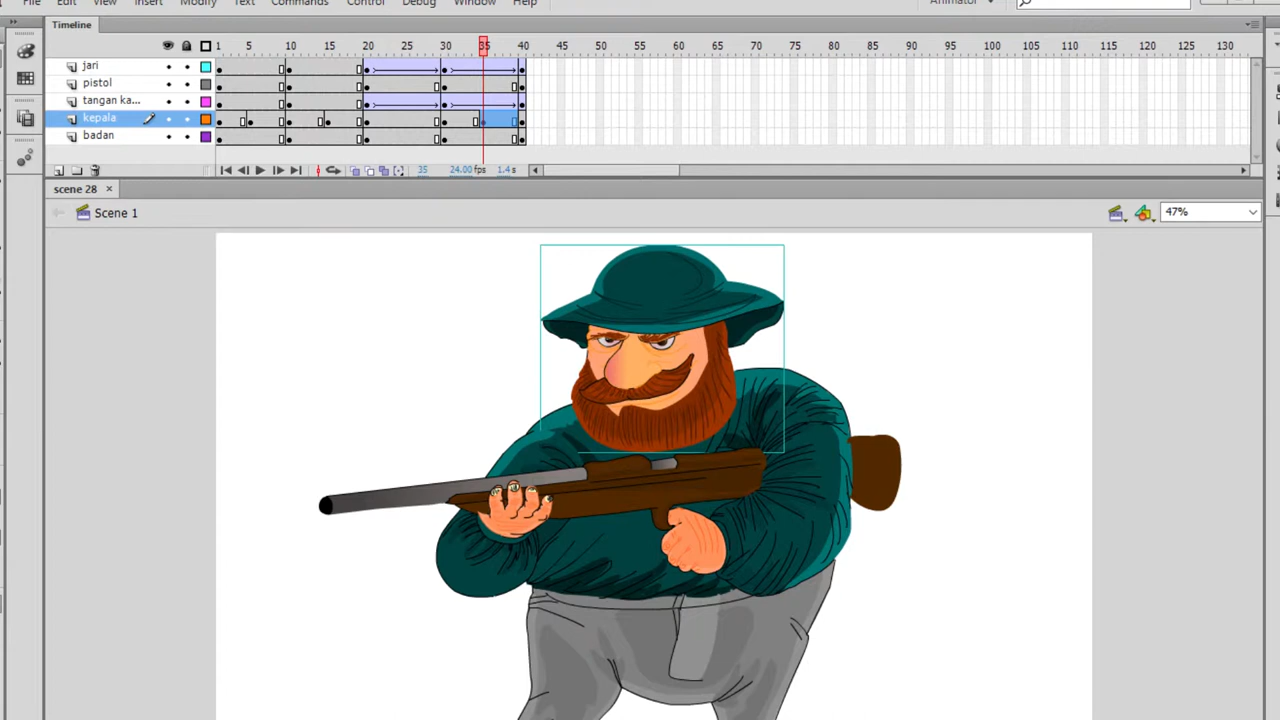 File Edit View Insert Modify Text Commands Control Debug Window Help Animator
Timeline
1 5 10 15 20 25 30 35 40 45 50 55 60 65 70 75 80 85 90 95 100 105 110 115 120 125 130
jari
pistol
tangan ka...
kepala
badan
35 24.00 fps 1.4 s
scene 28
Scene 1 47%